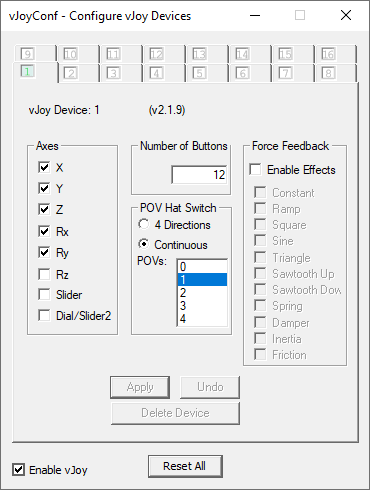 vJoyConf - Configure vJoy Devices
9 10 11 12 13 14 15 16
1 2 3 4 5 6 7 8
vJoy Device: 1 (v2.1.9)
Axes
X
Y
Z
Rx
Ry
Rz
Slider
Dial/Slider2
Number of Buttons
12
POV Hat Switch
4 Directions
Continuous
POVs:
0
1
2
3
4
Force Feedback
Enable Effects
Constant
Ramp
Square
Sine
Triangle
Sawtooth Up
Sawtooth Dow
Spring
Damper
Inertia
Friction
Apply Undo
Delete Device
Enable vJoy Reset All